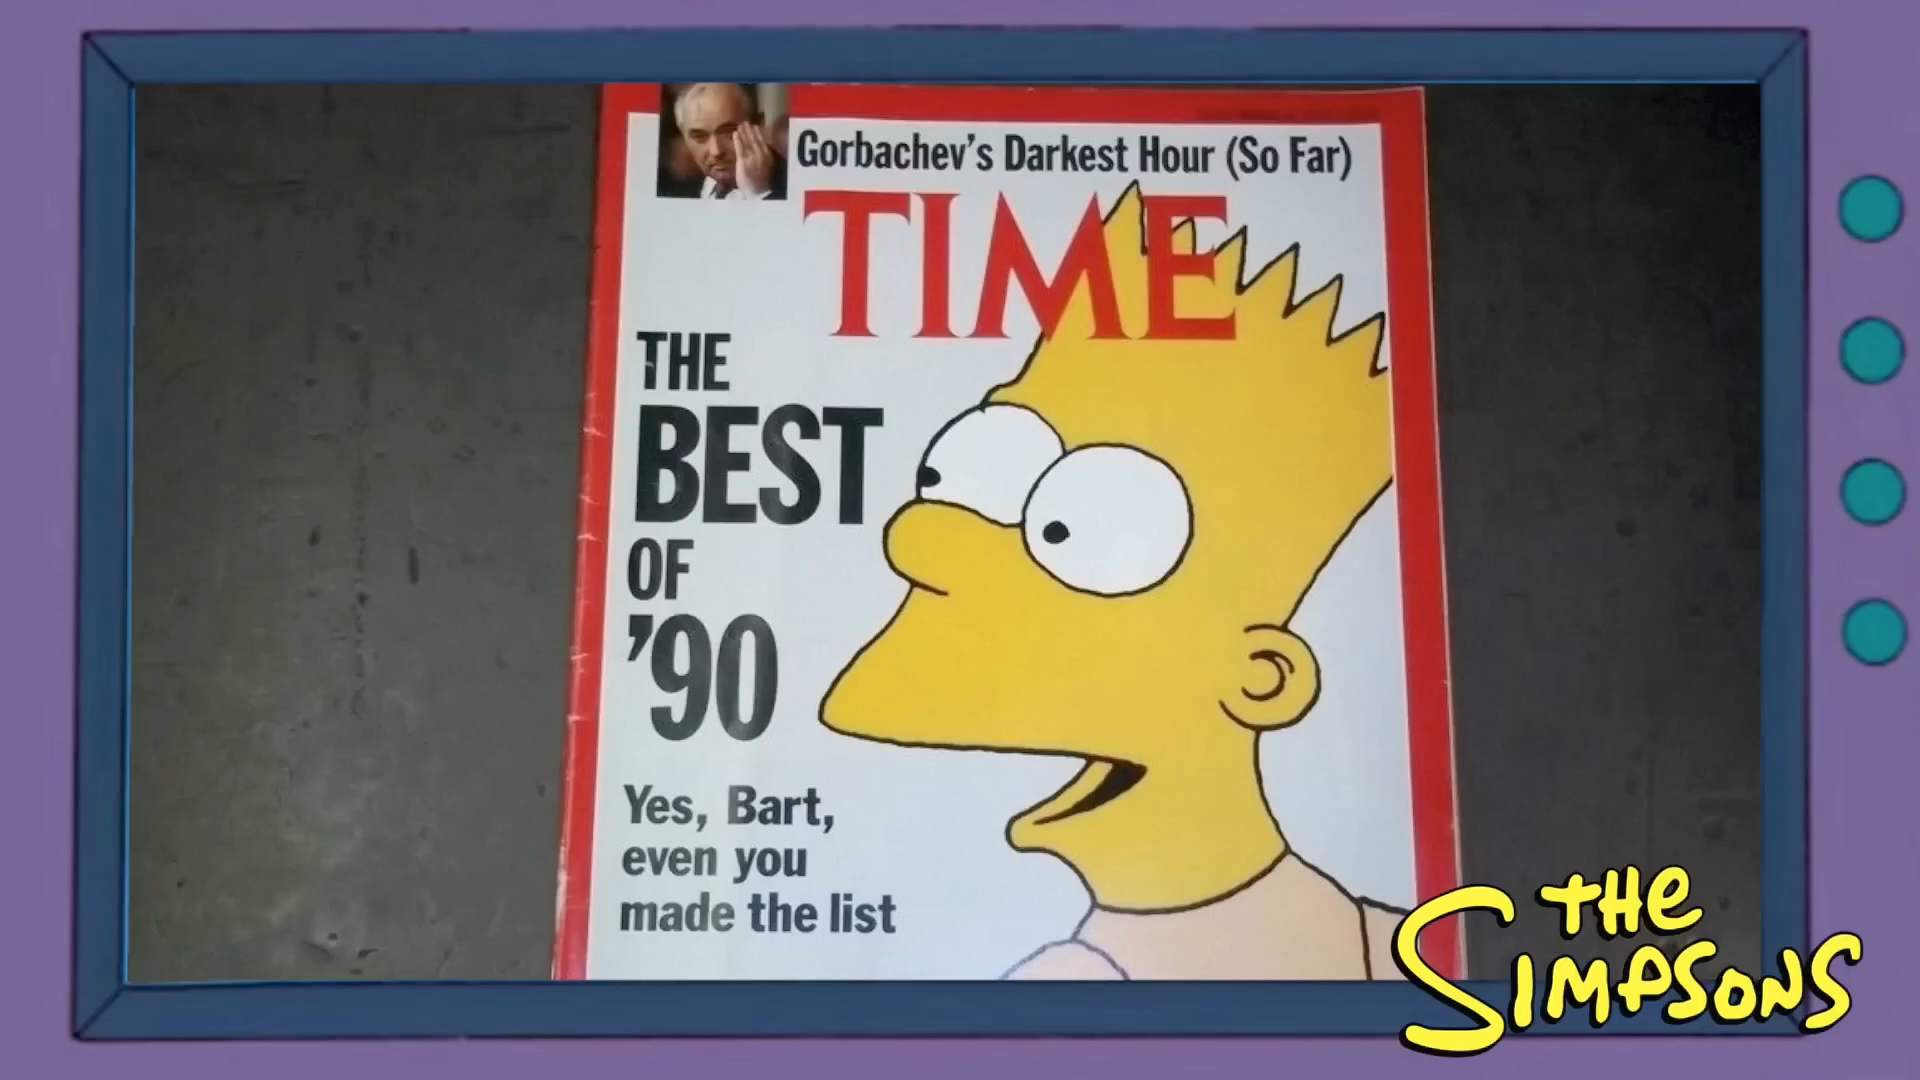 Gorbachev's Darkest Hour (So Far)
TIME
THE
BEST
OF
'90
Yes, Bart,
even you
made the list
THE
SIMPSONS